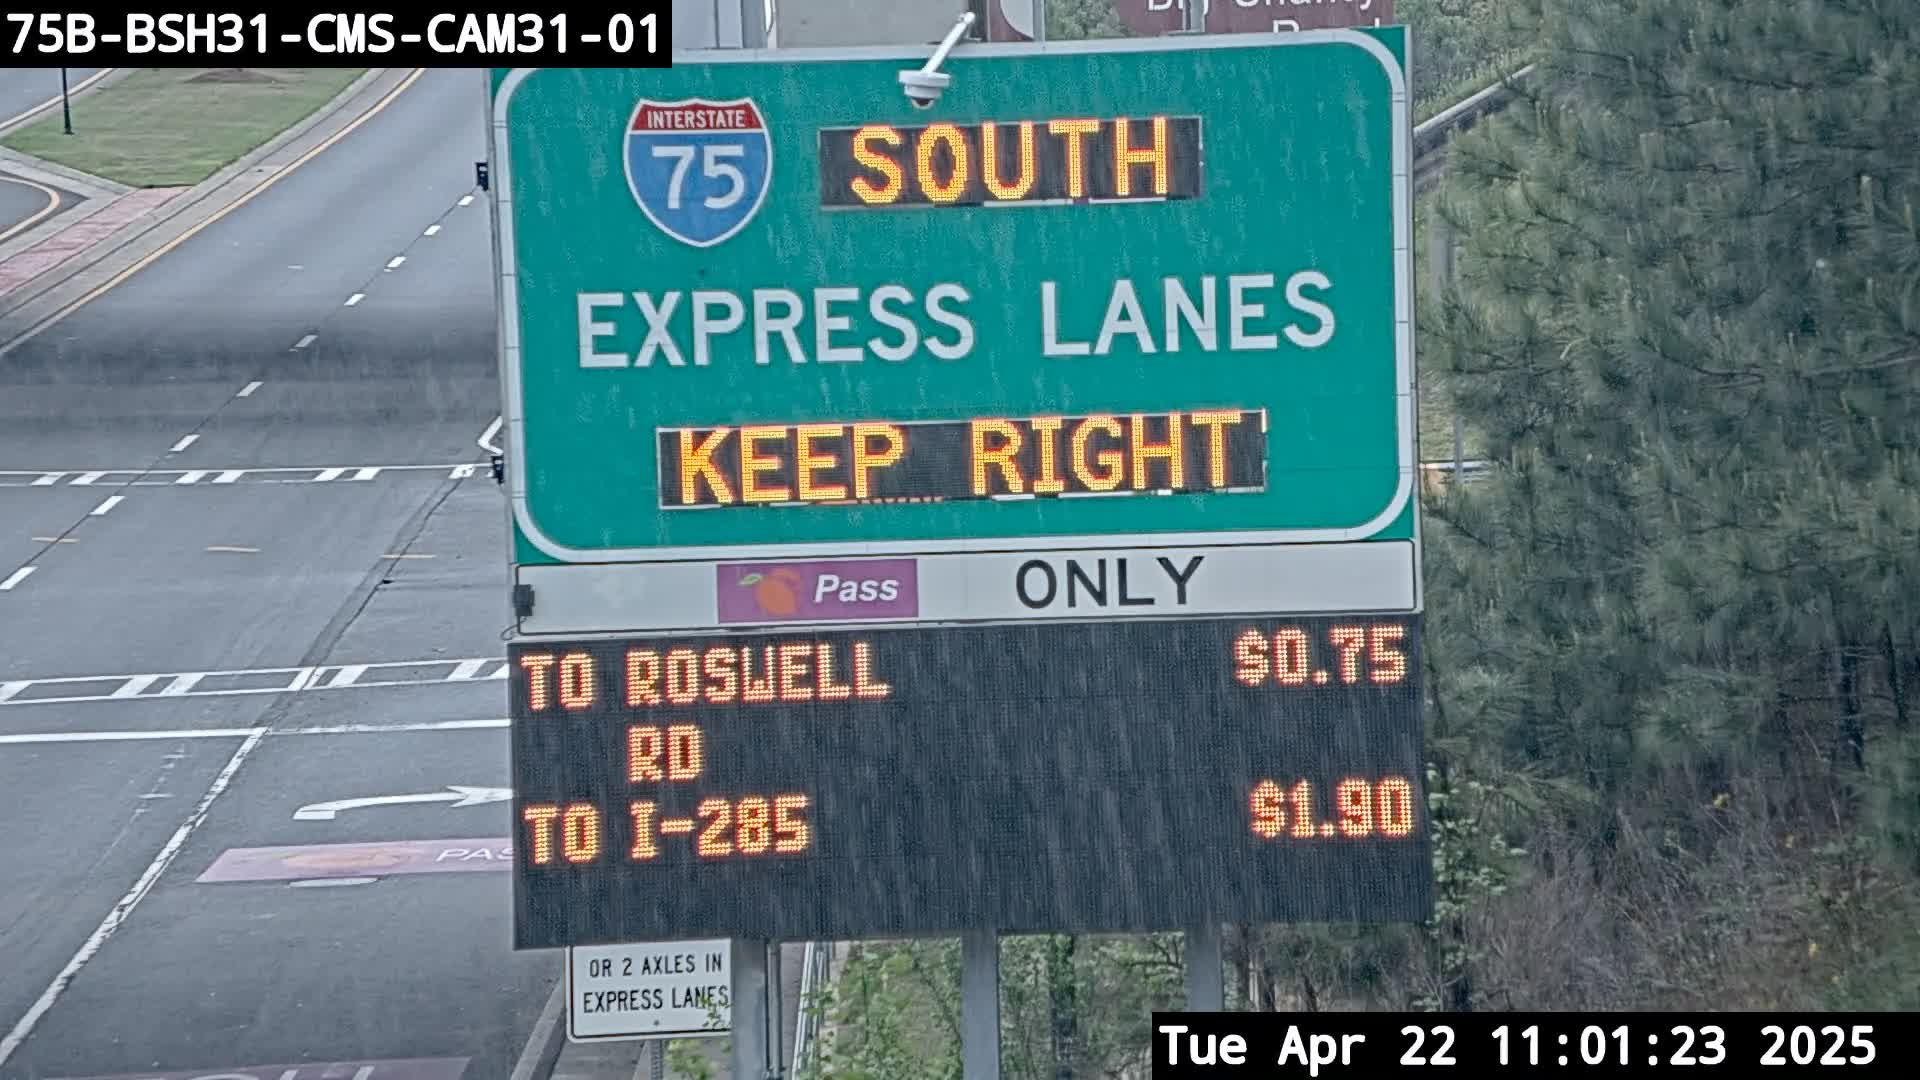 75B-BSH31-CMS-CAM31-01
INTERSTATE
75
SOUTH
EXPRESS LANES
KEEP RIGHT
Pass ONLY
TO ROSWELL $0.75
RD
TO I-285 $1.90
OR 2 AXLES IN
EXPRESS LANES
Tue Apr 22 11:01:23 2025